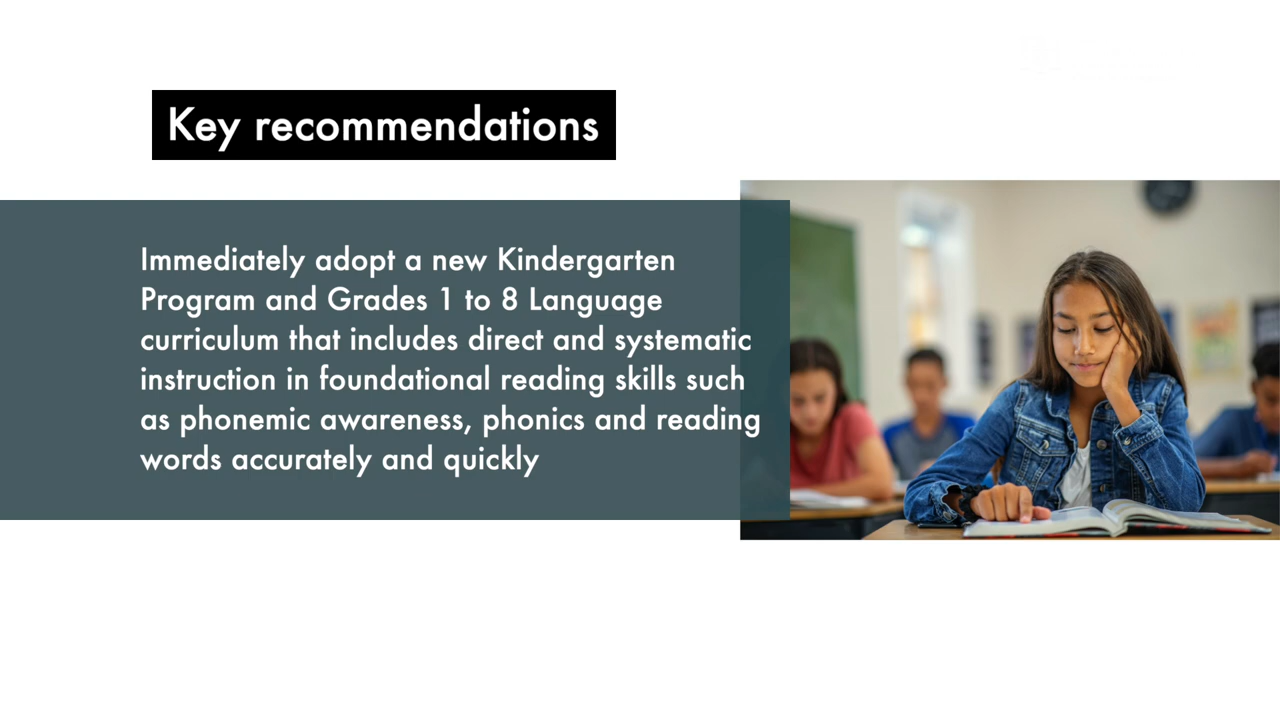 Key recommendations
Immediately adopt a new Kindergarten
Program and Grades 1 to 8 Language
curriculum that includes direct and systematic
instruction in foundational reading skills such
as phonemic awareness, phonics and reading
words accurately and quickly